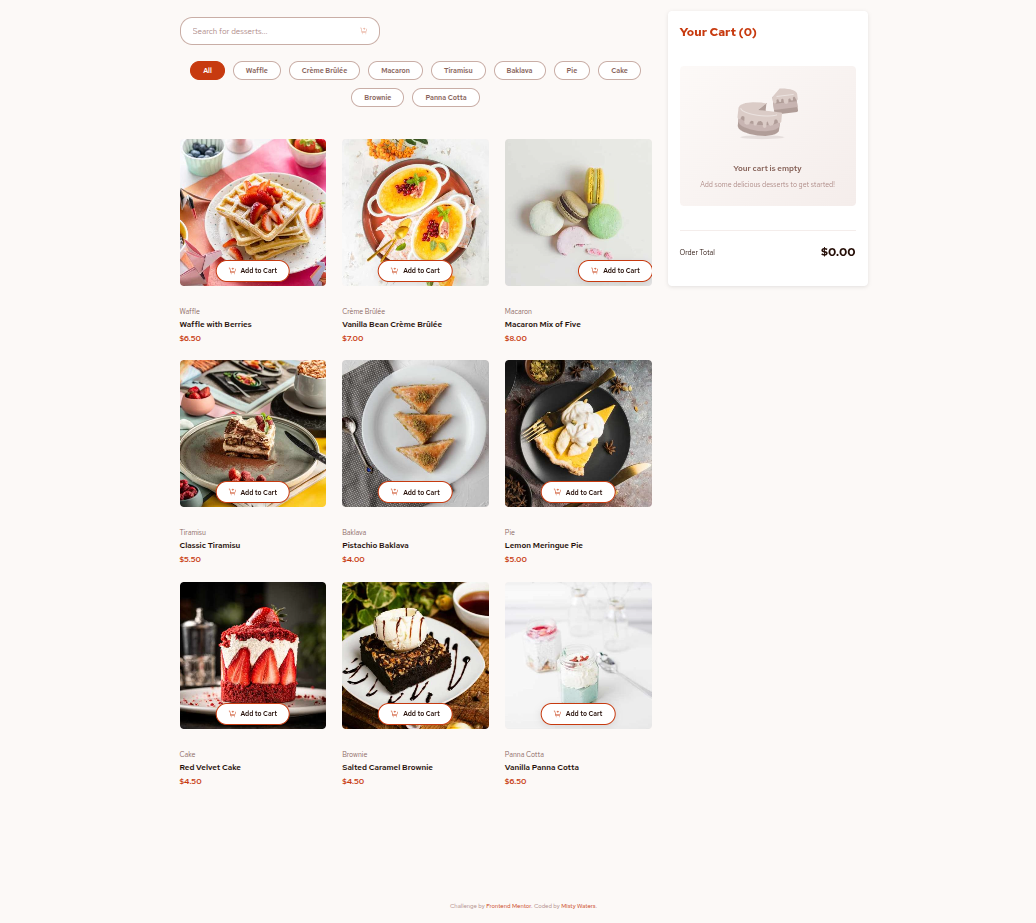 Search for desserts...
Your Cart (0)
All
Waffle
Crème Brûlée
Macaron
Tiramisu
Baklava
Pie
Cake
Brownie
Panna Cotta
Your cart is empty
Add some delicious desserts to get started!
Order Total
$0.00
Add to Cart
Add to Cart
Add to Cart
Waffle
Waffle with Berries
$6.50
Crème Brûlée
Vanilla Bean Crème Brûlée
$7.00
Macaron
Macaron Mix of Five
$8.00
Add to Cart
Add to Cart
Add to Cart
Tiramisu
Classic Tiramisu
$5.50
Baklava
Pistachio Baklava
$4.00
Pie
Lemon Meringue Pie
$5.00
Add to Cart
Add to Cart
Add to Cart
Cake
Red Velvet Cake
$4.50
Brownie
Salted Caramel Brownie
$4.50
Panna Cotta
Vanilla Panna Cotta
$6.50
Challenge by Frontend Mentor. Coded by Misty Waters.